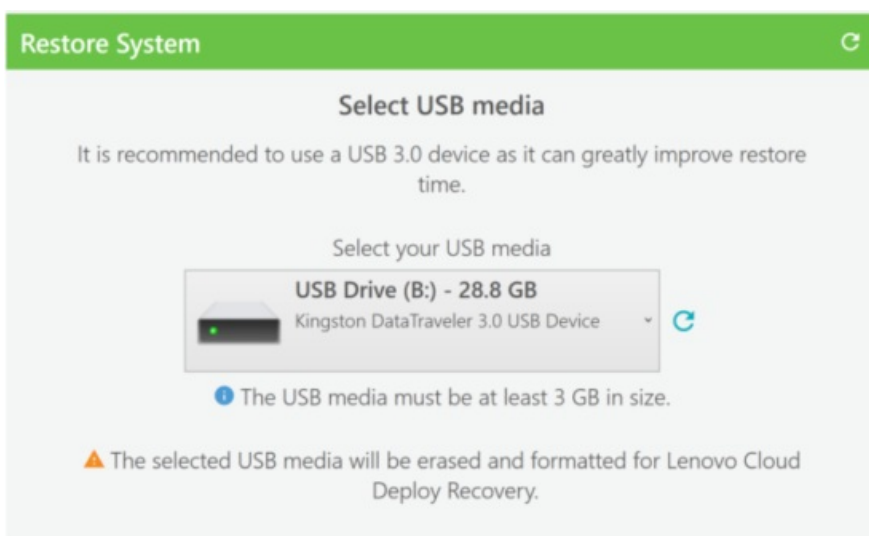 Restore System
Select USB media
It is recommended to use a USB 3.0 device as it can greatly improve restore
time.
Select your USB media
USB Drive (B:) - 28.8 GB
Kingston DataTraveler 3.0 USB Device
The USB media must be at least 3 GB in size.
The selected USB media will be erased and formatted for Lenovo Cloud
Deploy Recovery.